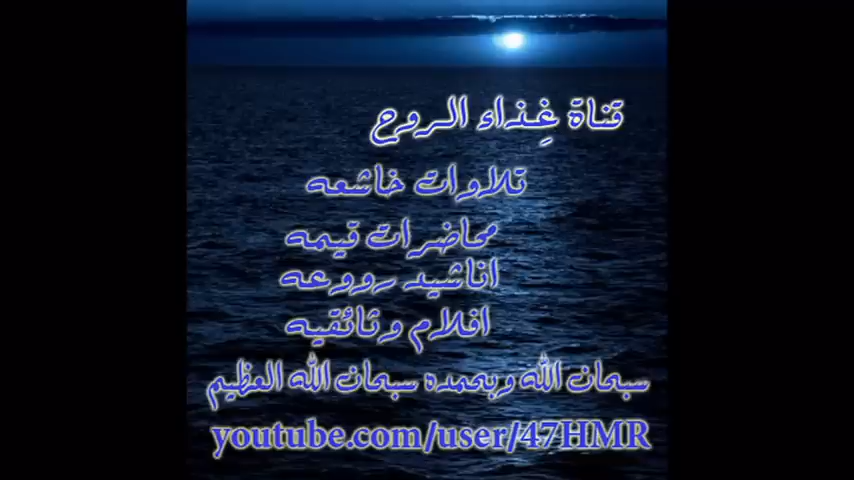 قناة غِذاء الروح
تلاوات خاشعه
محاضرات قيمه
اناشيد رووعه
افلام وثائقيه
سبحان الله وبحمده سبحان الله العظيم
youtube.com/user/47HMR